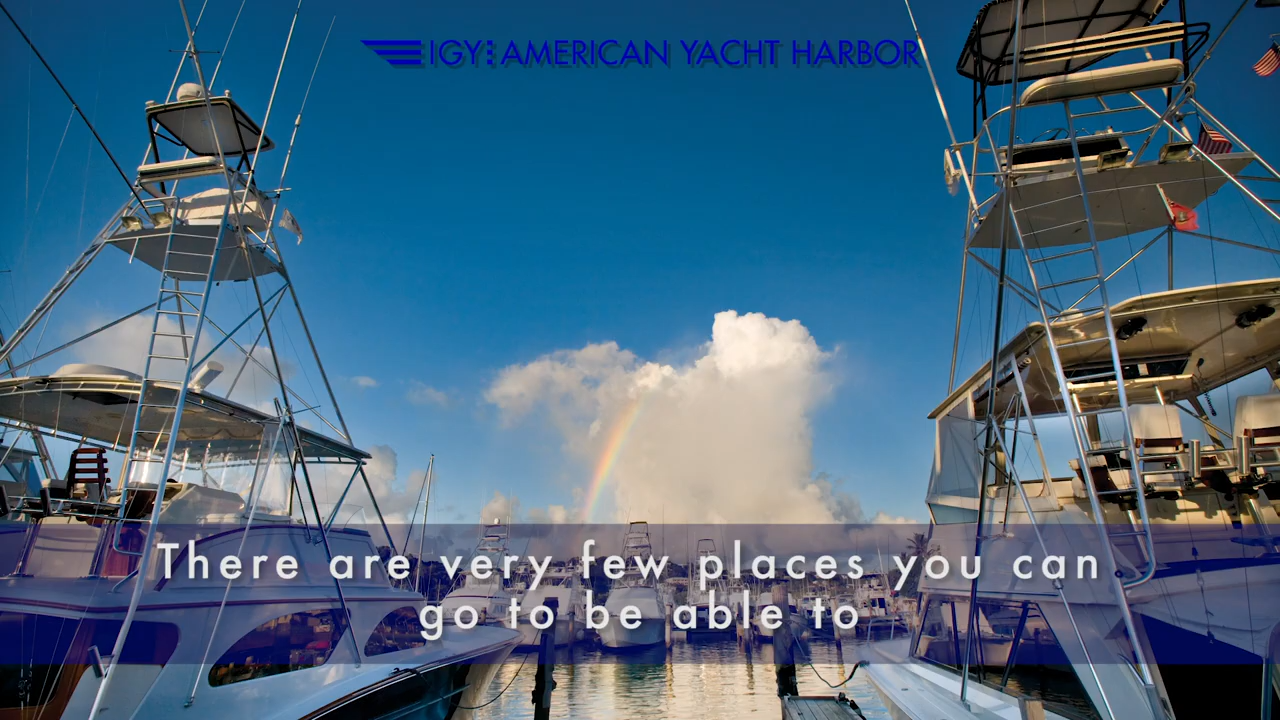 IGY AMERICAN YACHT HARBOR
There are very few places you can
go to be able to